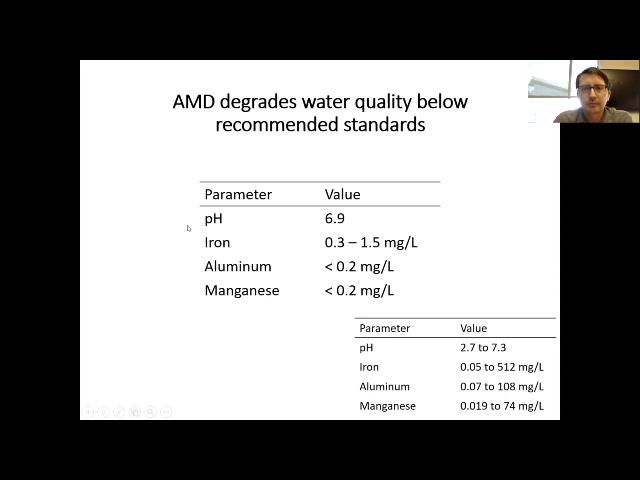 AMD degrades water quality below
recommended standards
Parameter Value
pH 6.9
Iron 0.3 – 1.5 mg/L
Aluminum < 0.2 mg/L
Manganese < 0.2 mg/L
Parameter Value
pH 2.7 to 7.3
Iron 0.05 to 512 mg/L
Aluminum 0.07 to 108 mg/L
Manganese 0.019 to 74 mg/L